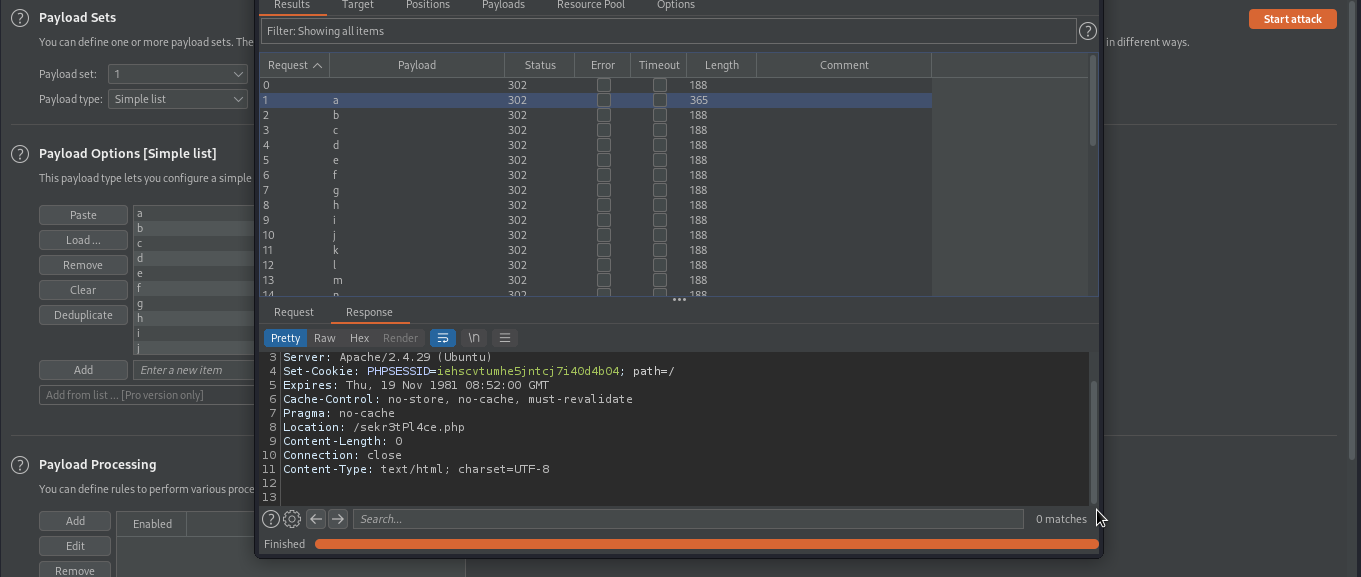 Payload Sets
Start attack
You can define one or more payload sets. The
in different ways.
Payload set: 1
Payload type: Simple list
Payload Options [Simple list]
This payload type lets you configure a simple
Paste
Load ...
Remove
Clear
Deduplicate
a
b
c
d
e
f
g
h
i
j
Add
Enter a new item
Add from list ... [Pro version only]
Payload Processing
You can define rules to perform various proce
Add
Edit
Remove
Enabled
Results Target Positions Payloads Resource Pool Options
Filter: Showing all items
Request Payload Status Error Timeout Length Comment
0 302 188
1 a 302 365
2 b 302 188
3 c 302 188
4 d 302 188
5 e 302 188
6 f 302 188
7 g 302 188
8 h 302 188
9 i 302 188
10 j 302 188
11 k 302 188
12 l 302 188
13 m 302 188
14 n 302 188
Request Response
Pretty Raw Hex Render \n
3 Server: Apache/2.4.29 (Ubuntu)
4 Set-Cookie: PHPSESSID=iehscvtumhe5jntcj7i40d4b04; path=/
5 Expires: Thu, 19 Nov 1981 08:52:00 GMT
6 Cache-Control: no-store, no-cache, must-revalidate
7 Pragma: no-cache
8 Location: /sekr3tPl4ce.php
9 Content-Length: 0
10 Connection: close
11 Content-Type: text/html; charset=UTF-8
12
13
Search... 0 matches
Finished